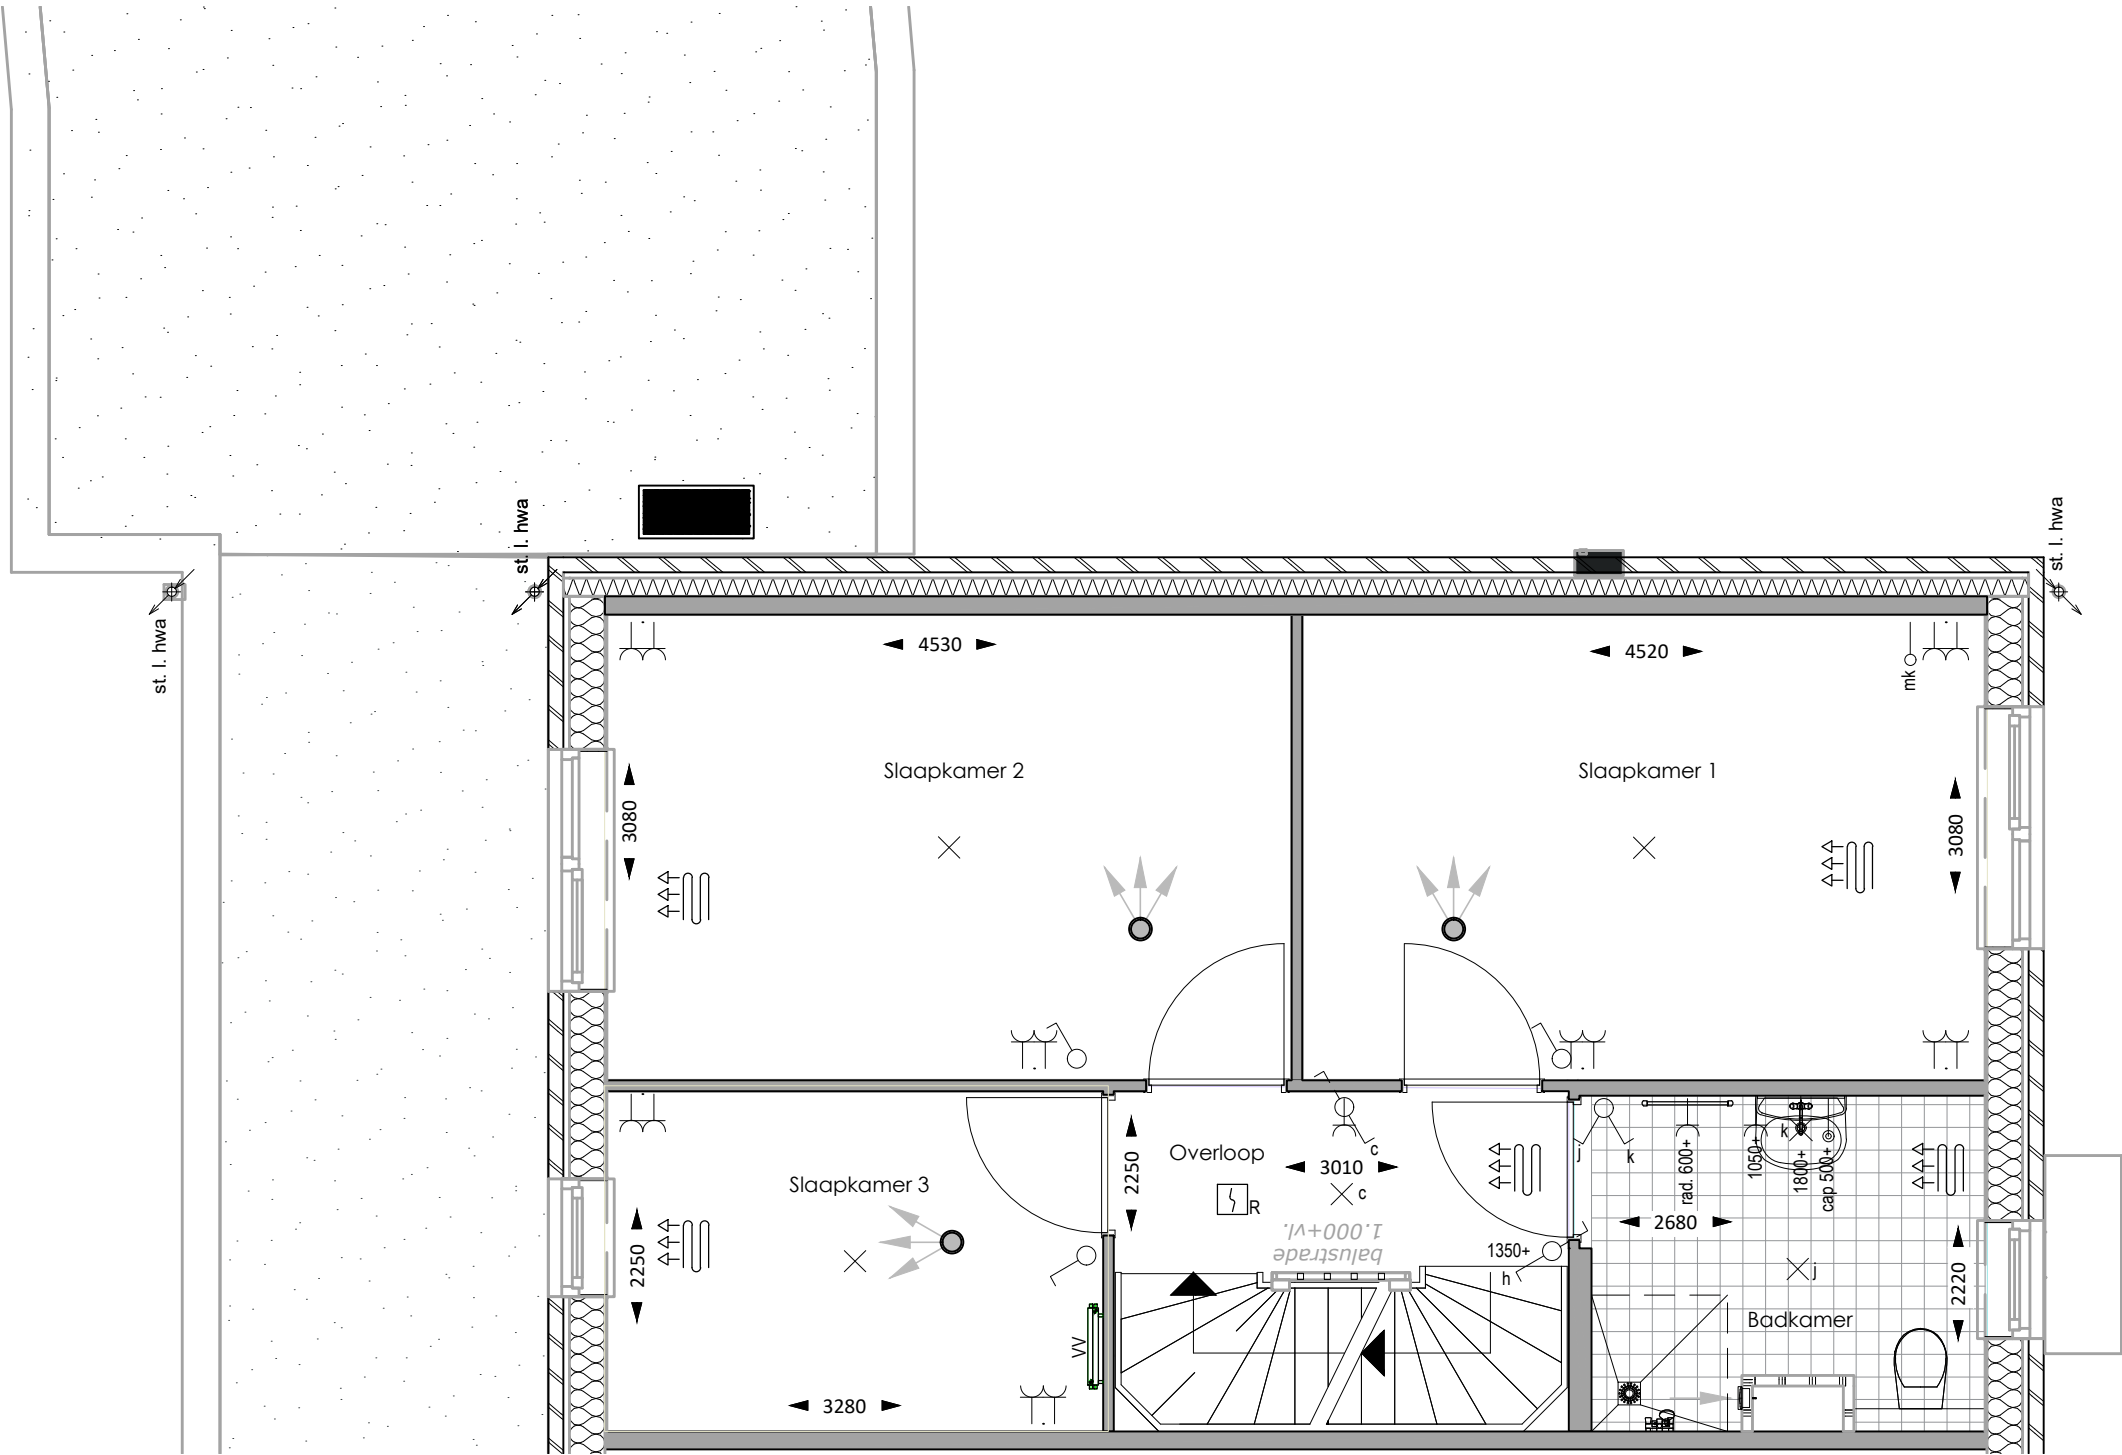 st. l. hwa
st. l. hwa
st. l. hwa
4530
4520
mk
Slaapkamer 2
Slaapkamer 1
3080
3080
Overloop
2250
3010
c
c
R
balustrade
1.000+vl.
Slaapkamer 3
2250
VV
3280
1350+
h
j
k
rad. 600+
1050+
k
1800+
cap 500+
2680
j
2220
Badkamer